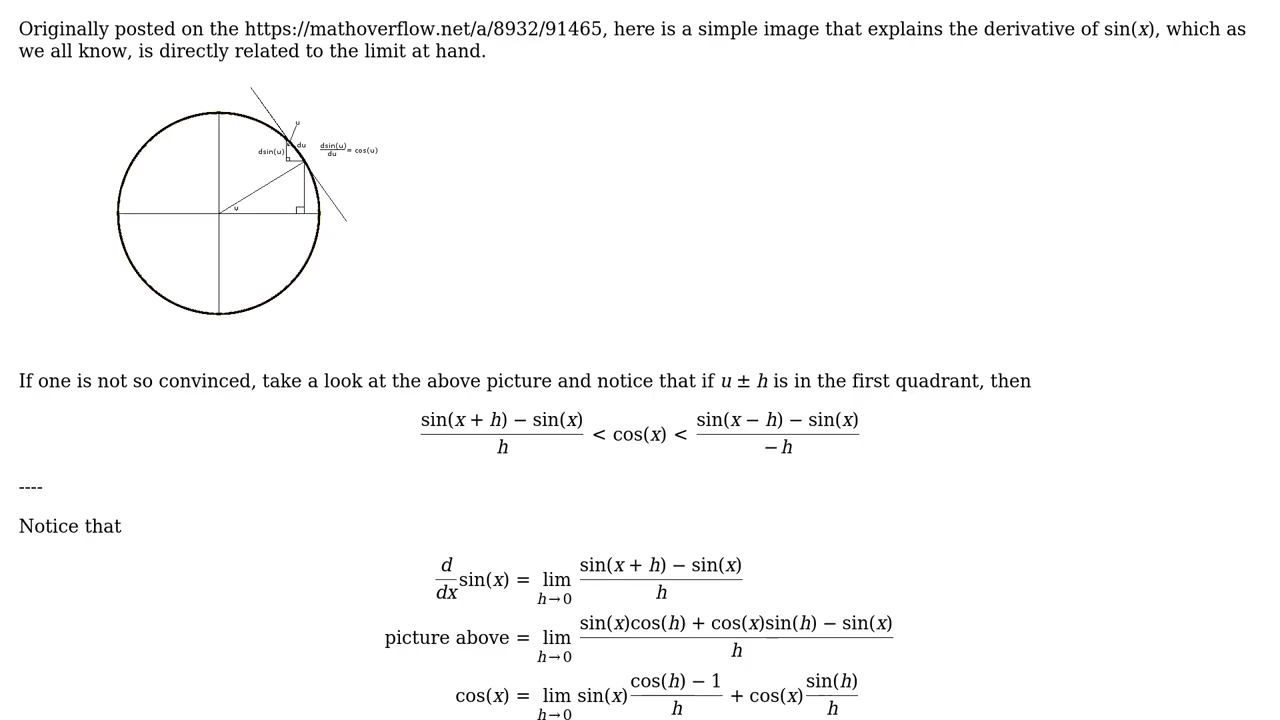 Originally posted on the https://mathoverflow.net/a/8932/91465, here is a simple image that explains the derivative of sin(x), which as
we all know, is directly related to the limit at hand.
u
du
dsin(u)
dsin(u)/du = cos(u)
u
If one is not so convinced, take a look at the above picture and notice that if u ± h is in the first quadrant, then
(sin(x + h) − sin(x))/h < cos(x) < (sin(x − h) − sin(x))/−h
----
Notice that
d/dx sin(x) = lim h→0 (sin(x + h) − sin(x))/h
picture above = lim h→0 (sin(x)cos(h) + cos(x)sin(h) − sin(x))/h
cos(x) = lim h→0 sin(x) (cos(h) − 1)/h + cos(x) sin(h)/h